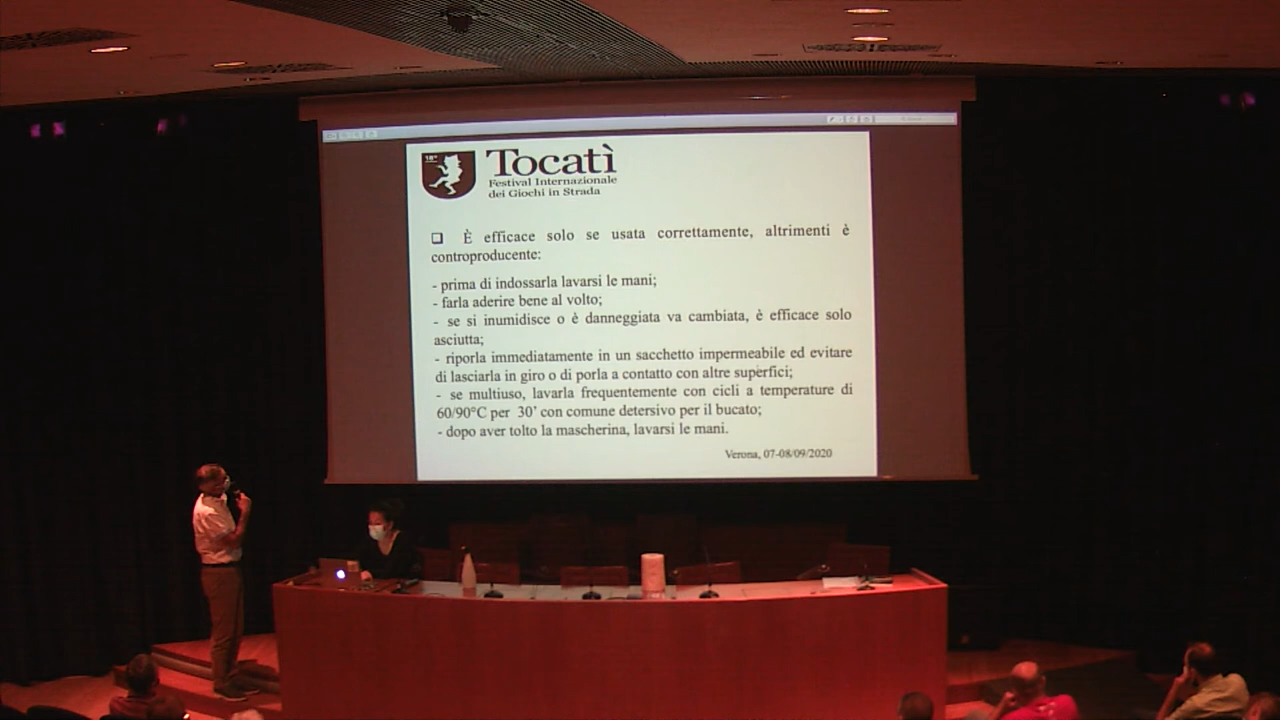 18°
Tocatì
Festival Internazionale
dei Giochi in Strada
❑ È efficace solo se usata correttamente, altrimenti è
controproducente:
- prima di indossarla lavarsi le mani;
- farla aderire bene al volto;
- se si inumidisce o è danneggiata va cambiata, è efficace solo
asciutta;
- riporla immediatamente in un sacchetto impermeabile ed evitare
di lasciarla in giro o di porla a contatto con altre superfici;
- se multiuso, lavarla frequentemente con cicli a temperature di
60/90°C per 30' con comune detersivo per il bucato;
- dopo aver tolto la mascherina, lavarsi le mani.
Verona, 07-08/09/2020